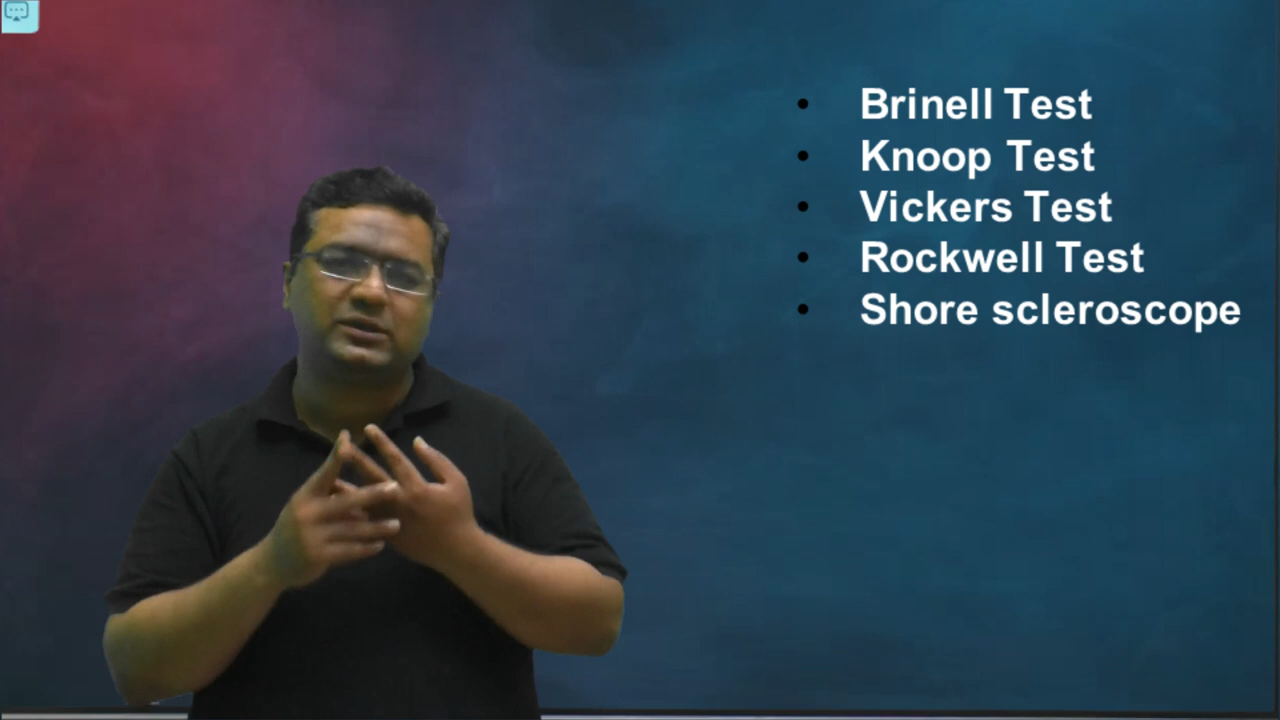 • Brinell Test
• Knoop Test
• Vickers Test
• Rockwell Test
• Shore scleroscope